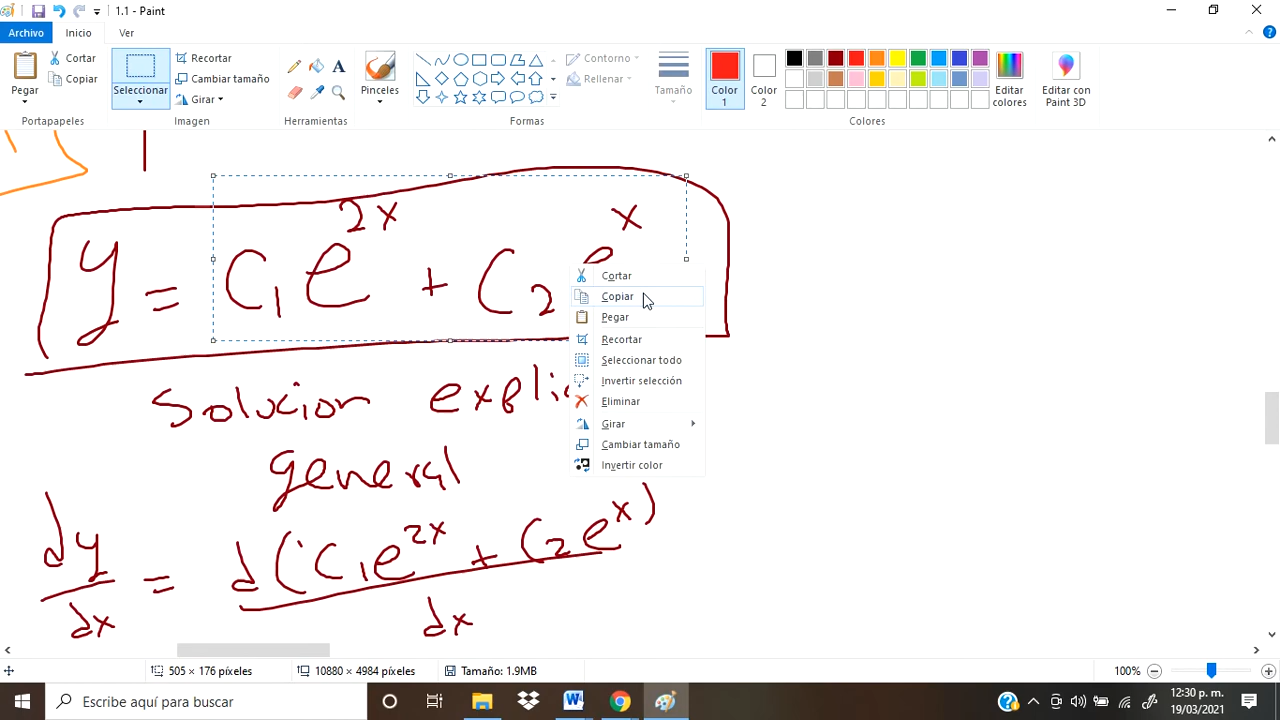 1.1 - Paint
Archivo Inicio Ver
Pegar
Cortar
Copiar
Portapapeles
Seleccionar
Recortar
Cambiar tamaño
Girar
Imagen
A
Herramientas
Pinceles
Contorno
Rellenar
Formas
Tamaño
Color 1
Color 2
Editar colores
Editar con Paint 3D
Colores
y = C₁e²ˣ + C₂eˣ
Cortar
Copiar
Pegar
Recortar
Seleccionar todo
Invertir selección
Eliminar
Girar
Cambiar tamaño
Invertir color
Solucion expli
general
dy/dx = d(C₁e²ˣ + C₂eˣ)/dx
505 × 176 píxeles 10880 × 4984 píxeles Tamaño: 1.9MB 100%
Escribe aquí para buscar
12:30 p. m.
19/03/2021